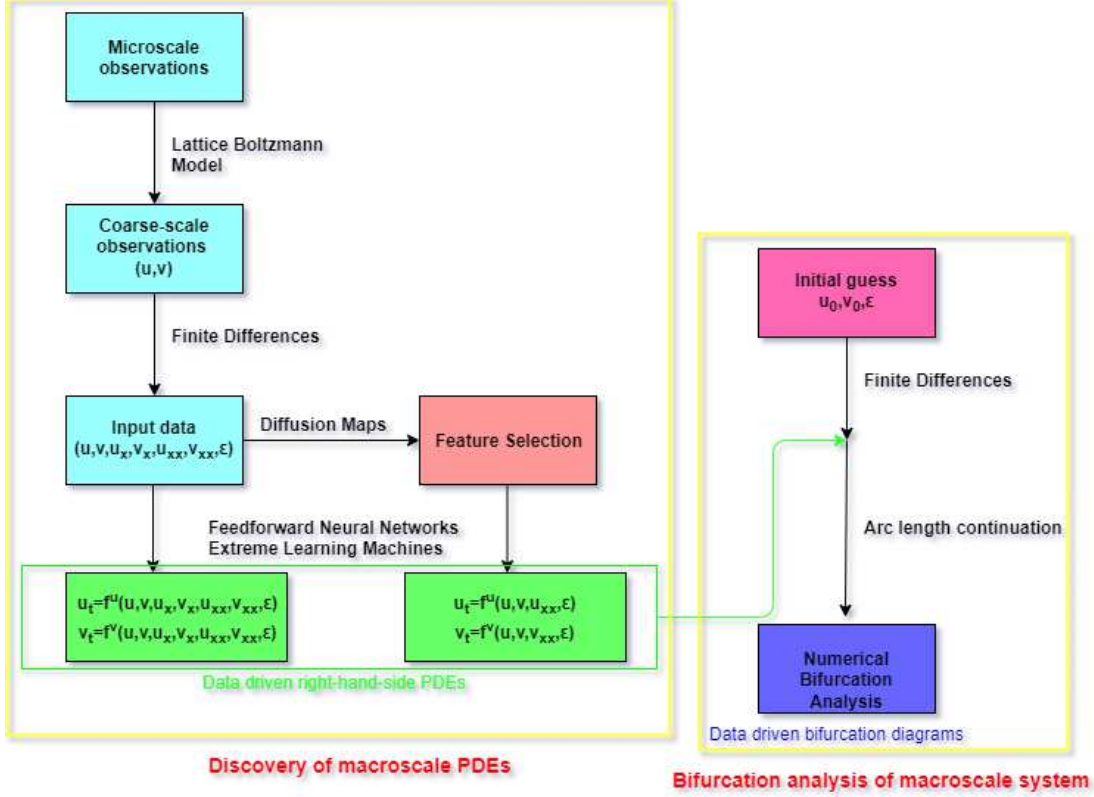 Microscale
observations
Lattice Boltzmann
Model
Coarse-scale
observations
(u,v)
Finite Differences
Input data
(u,v,uₓ,vₓ,uₓₓ,vₓₓ,ε)
Diffusion Maps
Feature Selection
Feedforward Neural Networks
Extreme Learning Machines
uₜ=fᵘ(u,v,uₓ,vₓ,uₓₓ,vₓₓ,ε)
vₜ=fᵛ(u,v,uₓ,vₓ,uₓₓ,vₓₓ,ε)
uₜ=fᵘ(u,v,uₓₓ,ε)
vₜ=fᵛ(u,v,vₓₓ,ε)
Data driven right-hand-side PDEs
Discovery of macroscale PDEs
Initial guess
u₀,v₀,ε
Finite Differences
Arc length continuation
Numerical
Bifurcation
Analysis
Data driven bifurcation diagrams
Bifurcation analysis of macroscale system